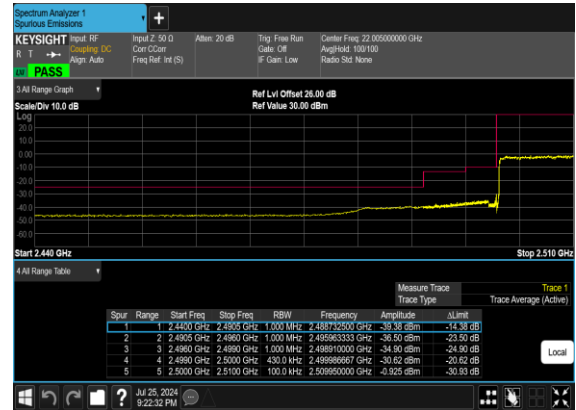 Spectrum Analyzer 1
Spurious Emissions
KEYSIGHT Input: RF Input Z: 50 Ω Atten: 20 dB Trig: Free Run Center Freq: 22.005000000 GHz
R T Coupling: DC Corr CCorr Gate: Off Avg|Hold: 100/100
Align: Auto Freq Ref: Int (S) IF Gain: Low Radio Std: None
LXI PASS
3 All Range Graph
Ref Lvl Offset 26.00 dB
Scale/Div 10.0 dB Ref Value 30.00 dBm
Log
20.0
10.0
0.00
-10.0
-20.0
-30.0
-40.0
-50.0
-60.0
Start 2.440 GHz Stop 2.510 GHz
4 All Range Table
Measure Trace Trace 1
Trace Type Trace Average (Active)
Spur Range Start Freq Stop Freq RBW Frequency Amplitude ΔLimit
1 1 2.4400 GHz 2.4905 GHz 1.000 MHz 2.488732500 GHz -39.38 dBm -14.38 dB
2 2 2.4905 GHz 2.4960 GHz 1.000 MHz 2.495963333 GHz -36.50 dBm -23.50 dB
3 3 2.4960 GHz 2.4990 GHz 1.000 MHz 2.498910000 GHz -34.90 dBm -24.90 dB
4 4 2.4990 GHz 2.5000 GHz 430.0 kHz 2.499986667 GHz -30.62 dBm -20.62 dB
5 5 2.5000 GHz 2.5100 GHz 100.0 kHz 2.509950000 GHz -0.925 dBm -30.93 dB
Local
Jul 25, 2024
9:22:32 PM